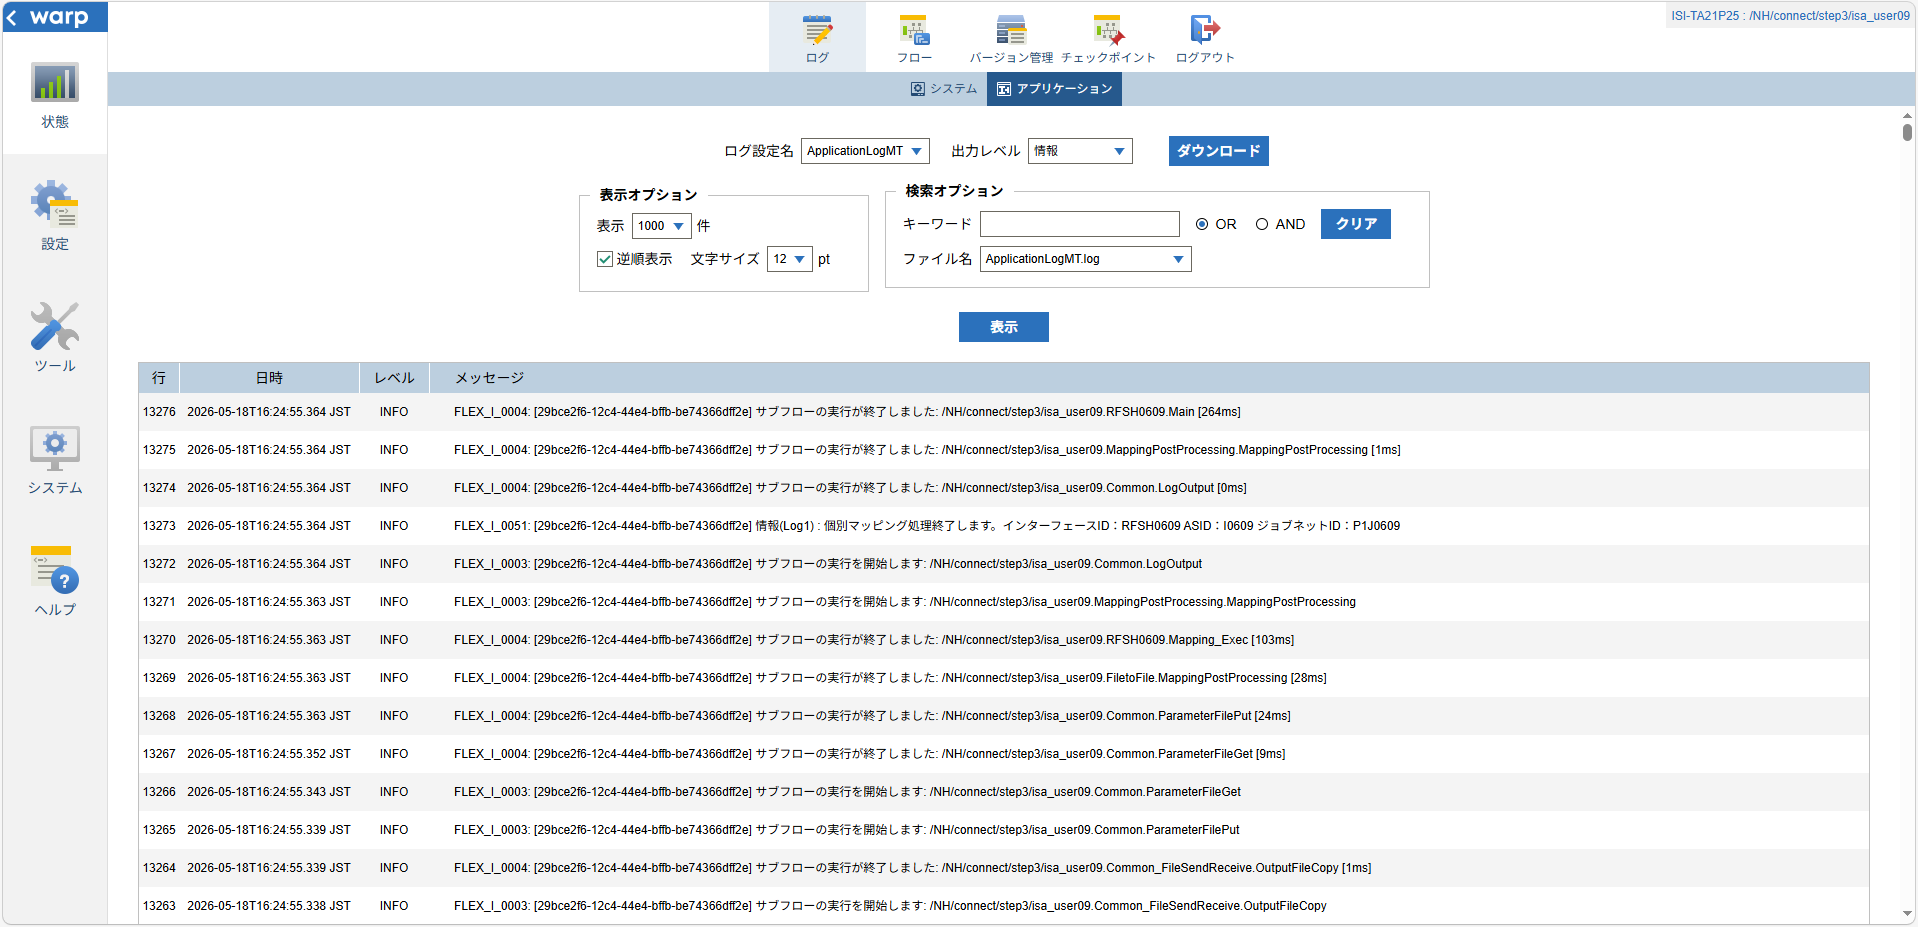 warp
ISI-TA21P25 : /NH/connect/step3/isa_user09
ログ
フロー
バージョン管理
チェックポイント
ログアウト
システム
アプリケーション
状態
設定
ツール
システム
ヘルプ
ログ設定名 ApplicationLogMT 出力レベル 情報 ダウンロード
表示オプション
表示 1000 件
逆順表示 文字サイズ 12 pt
検索オプション
キーワード OR AND クリア
ファイル名 ApplicationLogMT.log
表示
行 日時 レベル メッセージ
13276 2026-05-18T16:24:55.364 JST INFO FLEX_I_0004: [29bce2f6-12c4-44e4-bffb-be74366dff2e] サブフローの実行が終了しました: /NH/connect/step3/isa_user09.RFSH0609.Main [264ms]
13275 2026-05-18T16:24:55.364 JST INFO FLEX_I_0004: [29bce2f6-12c4-44e4-bffb-be74366dff2e] サブフローの実行が終了しました: /NH/connect/step3/isa_user09.MappingPostProcessing.MappingPostProcessing [1ms]
13274 2026-05-18T16:24:55.364 JST INFO FLEX_I_0004: [29bce2f6-12c4-44e4-bffb-be74366dff2e] サブフローの実行が終了しました: /NH/connect/step3/isa_user09.Common.LogOutput [0ms]
13273 2026-05-18T16:24:55.364 JST INFO FLEX_I_0051: [29bce2f6-12c4-44e4-bffb-be74366dff2e] 情報(Log1) : 個別マッピング処理終了します。インターフェースID：RFSH0609 ASID：I0609 ジョブネットID：P1J0609
13272 2026-05-18T16:24:55.364 JST INFO FLEX_I_0003: [29bce2f6-12c4-44e4-bffb-be74366dff2e] サブフローの実行を開始します: /NH/connect/step3/isa_user09.Common.LogOutput
13271 2026-05-18T16:24:55.363 JST INFO FLEX_I_0003: [29bce2f6-12c4-44e4-bffb-be74366dff2e] サブフローの実行を開始します: /NH/connect/step3/isa_user09.MappingPostProcessing.MappingPostProcessing
13270 2026-05-18T16:24:55.363 JST INFO FLEX_I_0004: [29bce2f6-12c4-44e4-bffb-be74366dff2e] サブフローの実行が終了しました: /NH/connect/step3/isa_user09.RFSH0609.Mapping_Exec [103ms]
13269 2026-05-18T16:24:55.363 JST INFO FLEX_I_0004: [29bce2f6-12c4-44e4-bffb-be74366dff2e] サブフローの実行が終了しました: /NH/connect/step3/isa_user09.FiletoFile.MappingPostProcessing [28ms]
13268 2026-05-18T16:24:55.363 JST INFO FLEX_I_0004: [29bce2f6-12c4-44e4-bffb-be74366dff2e] サブフローの実行が終了しました: /NH/connect/step3/isa_user09.Common.ParameterFilePut [24ms]
13267 2026-05-18T16:24:55.352 JST INFO FLEX_I_0004: [29bce2f6-12c4-44e4-bffb-be74366dff2e] サブフローの実行が終了しました: /NH/connect/step3/isa_user09.Common.ParameterFileGet [9ms]
13266 2026-05-18T16:24:55.343 JST INFO FLEX_I_0003: [29bce2f6-12c4-44e4-bffb-be74366dff2e] サブフローの実行を開始します: /NH/connect/step3/isa_user09.Common.ParameterFileGet
13265 2026-05-18T16:24:55.339 JST INFO FLEX_I_0003: [29bce2f6-12c4-44e4-bffb-be74366dff2e] サブフローの実行を開始します: /NH/connect/step3/isa_user09.Common.ParameterFilePut
13264 2026-05-18T16:24:55.339 JST INFO FLEX_I_0004: [29bce2f6-12c4-44e4-bffb-be74366dff2e] サブフローの実行が終了しました: /NH/connect/step3/isa_user09.Common_FileSendReceive.OutputFileCopy [1ms]
13263 2026-05-18T16:24:55.338 JST INFO FLEX_I_0003: [29bce2f6-12c4-44e4-bffb-be74366dff2e] サブフローの実行を開始します: /NH/connect/step3/isa_user09.Common_FileSendReceive.OutputFileCopy